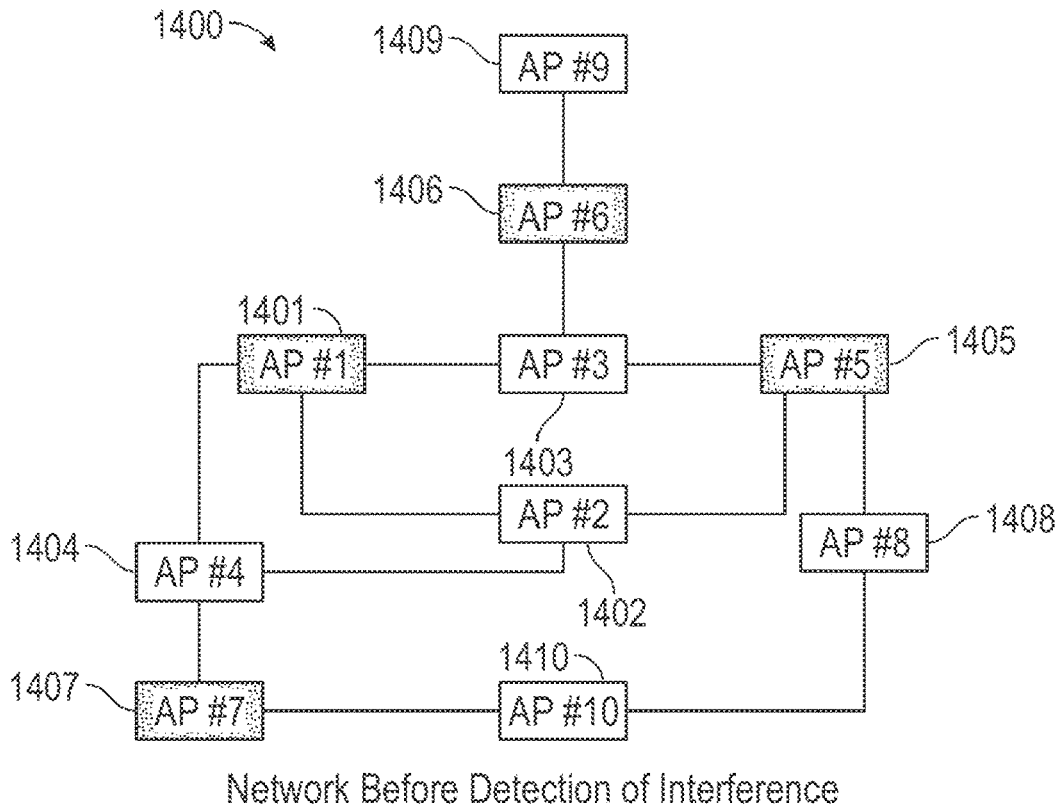 1400
1409
AP #9
1406
AP #6
1401
AP #1
AP #3
AP #5
1405
1403
AP #2
AP #8
1408
1404
AP #4
1402
1410
1407
AP #7
AP #10
Network Before Detection of Interference